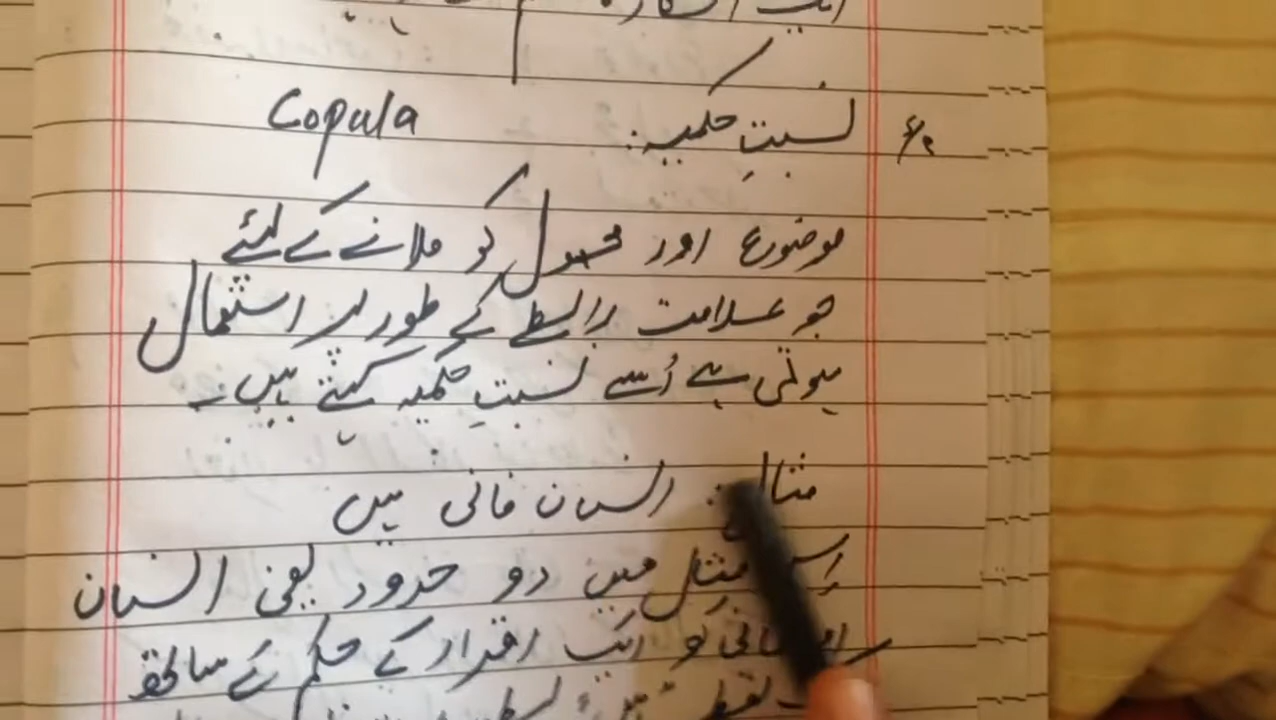 ایک
نسبتِ حکمیہ: Copula
موضوع اور محمول کو ملانے کے لئے
جو علامت رابطے کے طور پر استعمال
ہوتی ہے اُسے نسبتِ حکمیہ کہتے ہیں۔
مثال: انسان فانی ہیں
اِس مثال میں دو حدود یعنی انسان
اور فانی کو ایک اقرار کے حکم کے ساتھ